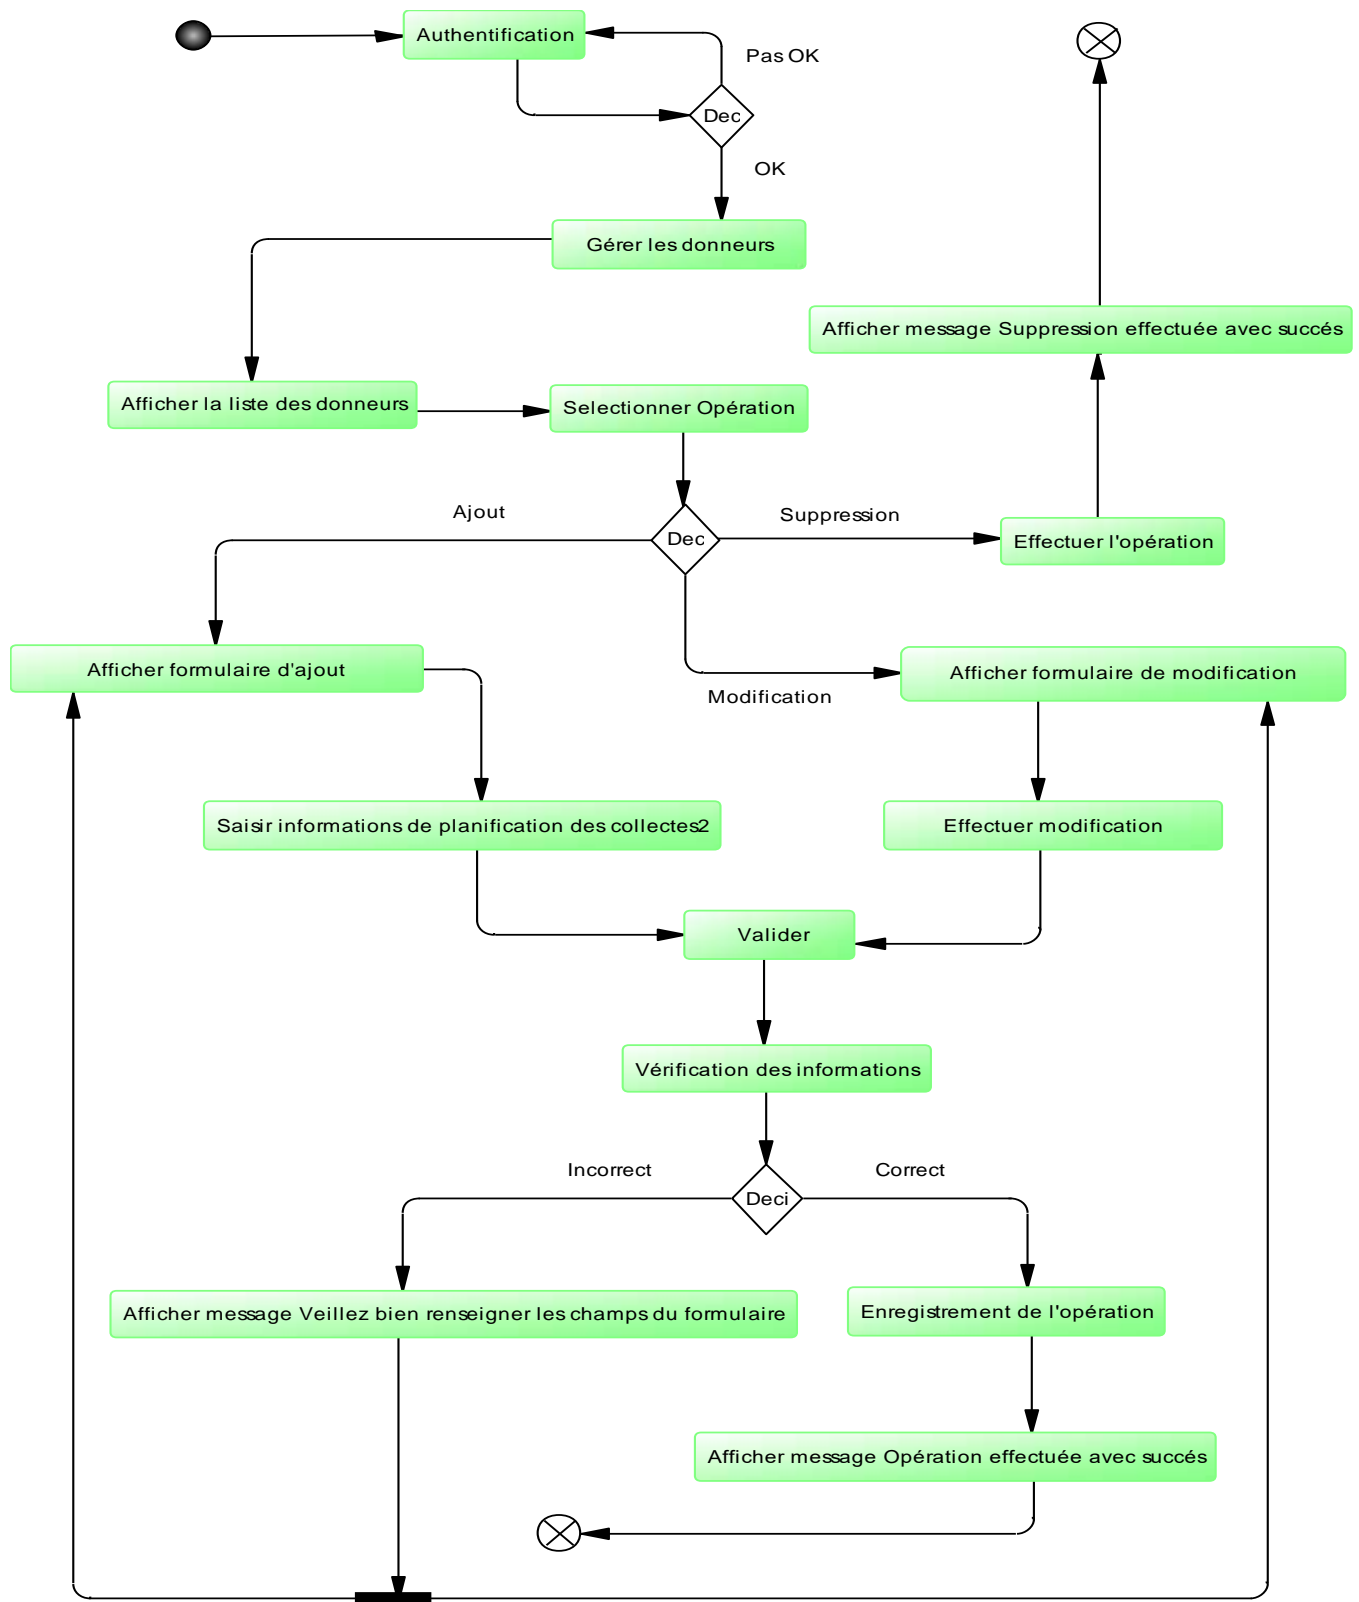 Authentification
Pas OK
Dec
OK
Gérer les donneurs
Afficher message Suppression effectuée avec succés
Afficher la liste des donneurs
Selectionner Opération
Ajout
Suppression
Dec
Effectuer l'opération
Afficher formulaire d'ajout
Afficher formulaire de modification
Modification
Saisir informations de planification des collectes2
Effectuer modification
Valider
Vérification des informations
Incorrect
Correct
Deci
Afficher message Veillez bien renseigner les champs du formulaire
Enregistrement de l'opération
Afficher message Opération effectuée avec succés